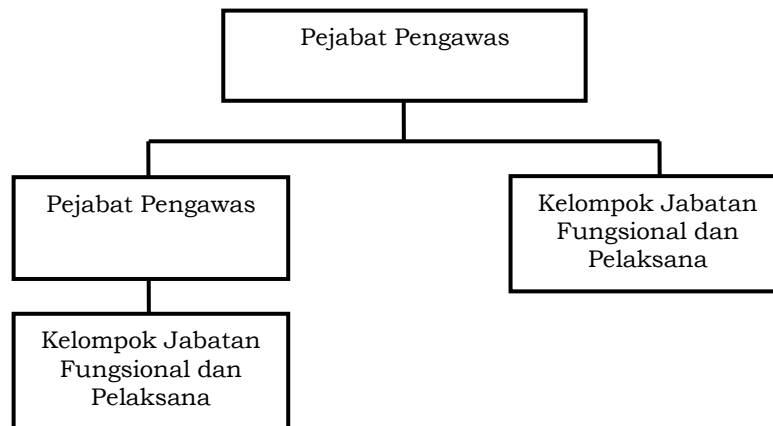 Pejabat Pengawas
Pejabat Pengawas
Kelompok Jabatan
Fungsional dan
Pelaksana
Kelompok Jabatan
Fungsional dan
Pelaksana